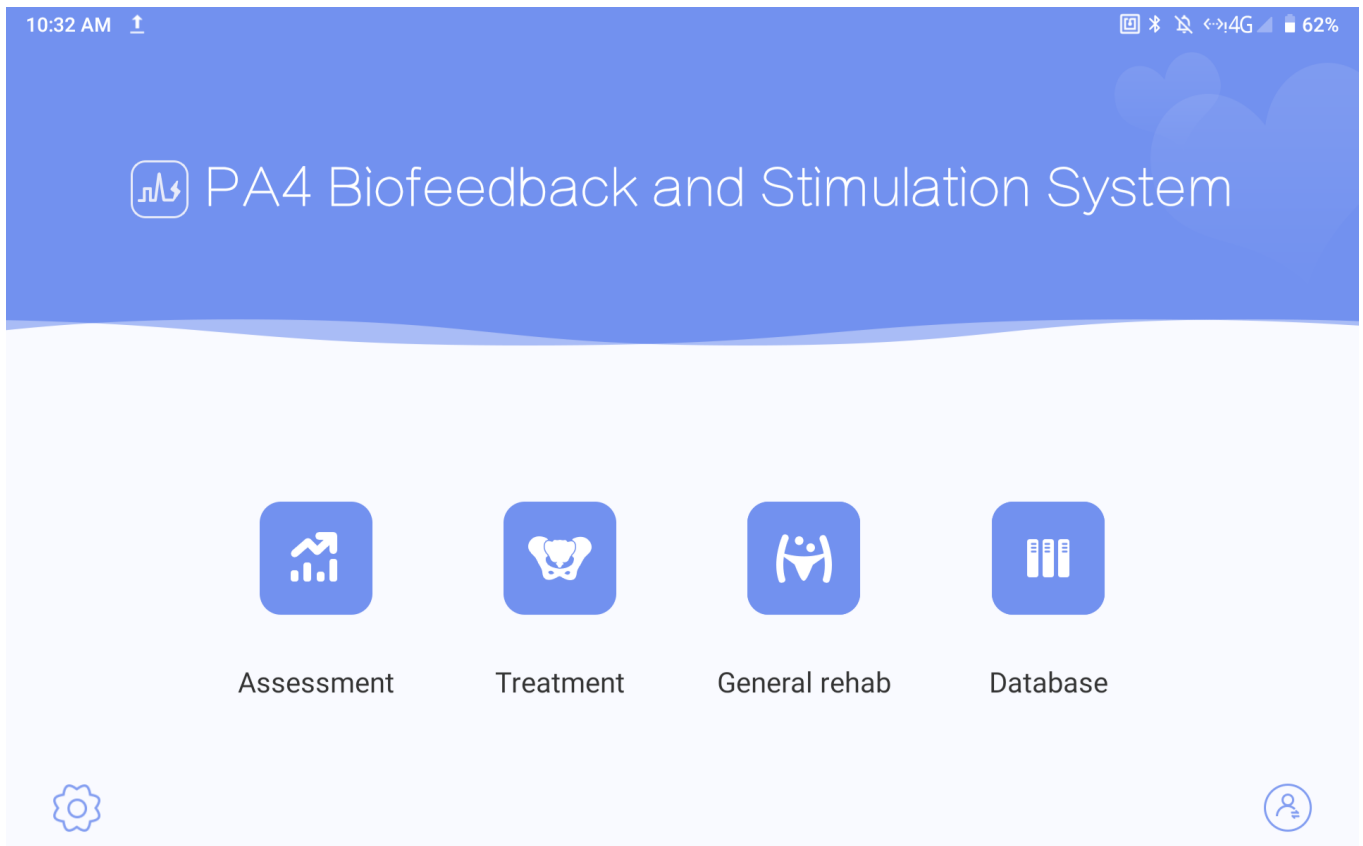 10:32 AM 4G 62%
PA4 Biofeedback and Stimulation System
Assessment Treatment General rehab Database